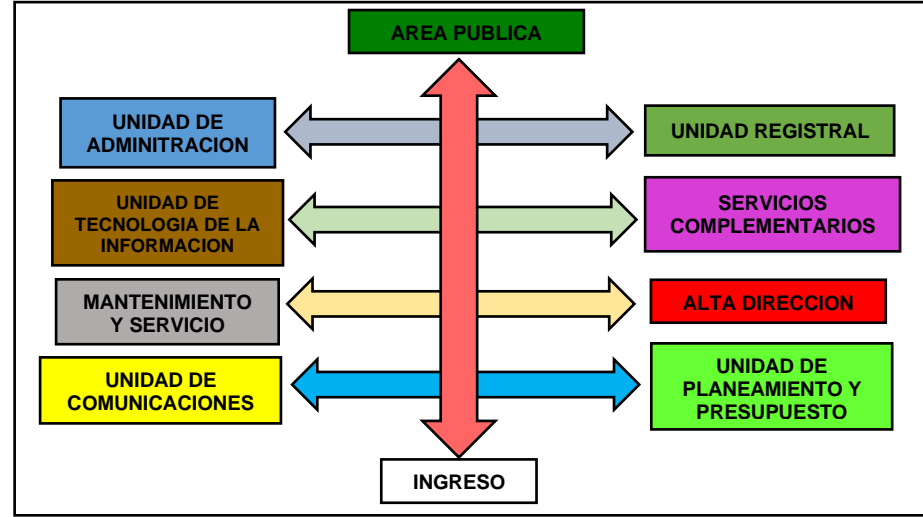 AREA PUBLICA
UNIDAD DE
ADMINITRACION
UNIDAD REGISTRAL
UNIDAD DE
TECNOLOGIA DE LA
INFORMACION
SERVICIOS
COMPLEMENTARIOS
MANTENIMIENTO
Y SERVICIO
ALTA DIRECCION
UNIDAD DE
COMUNICACIONES
UNIDAD DE
PLANEAMIENTO Y
PRESUPUESTO
INGRESO